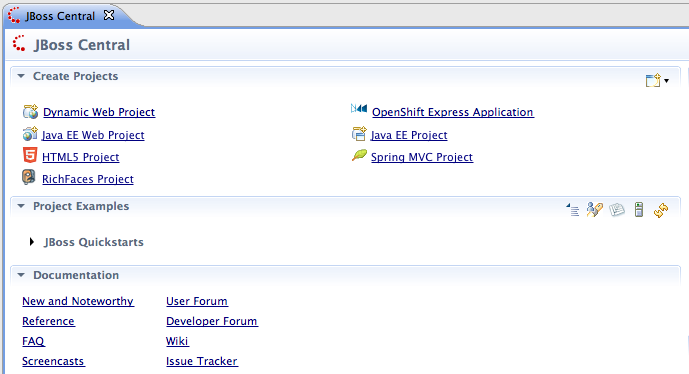 JBoss Central
JBoss Central
Create Projects
Dynamic Web Project
OpenShift Express Application
Java EE Web Project
Java EE Project
HTML5 Project
Spring MVC Project
RichFaces Project
Project Examples
JBoss Quickstarts
Documentation
New and Noteworthy
User Forum
Reference
Developer Forum
FAQ
Wiki
Screencasts
Issue Tracker